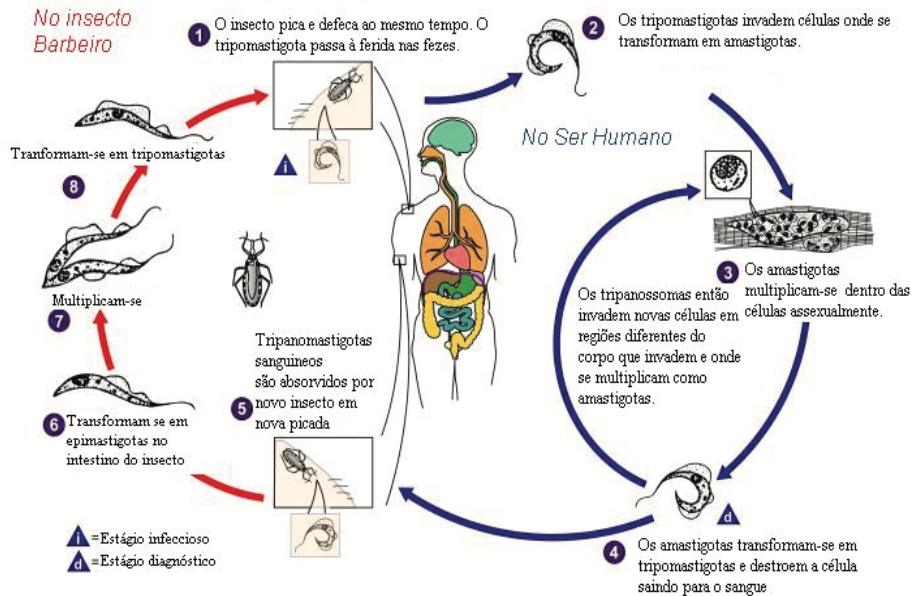 No insecto
Barbeiro
1 O insecto pica e defeca ao mesmo tempo. O
tripomastigota passa à ferida nas fezes.
2 Os tripomastigotas invadem células onde se
transformam em amastigotas.
No Ser Humano
i
Tranformam-se em tripomastigotas
8
3 Os amastigotas
multiplicam-se dentro das
células assexualmente.
Os tripanossomas então
invadem novas células em
regiões diferentes do
corpo que invadem e onde
se multiplicam como
amastigotas.
Multiplicam-se
7
Tripanomastigotas
sanguineos
são absorvidos por
5 novo insecto em
nova picada
6 Transformam se em
epimastigotas no
intestino do insecto
d
4 Os amastigotas transformam-se em
tripomastigotas e destroem a célula
saindo para o sangue
i =Estágio infeccioso
d =Estágio diagnóstico